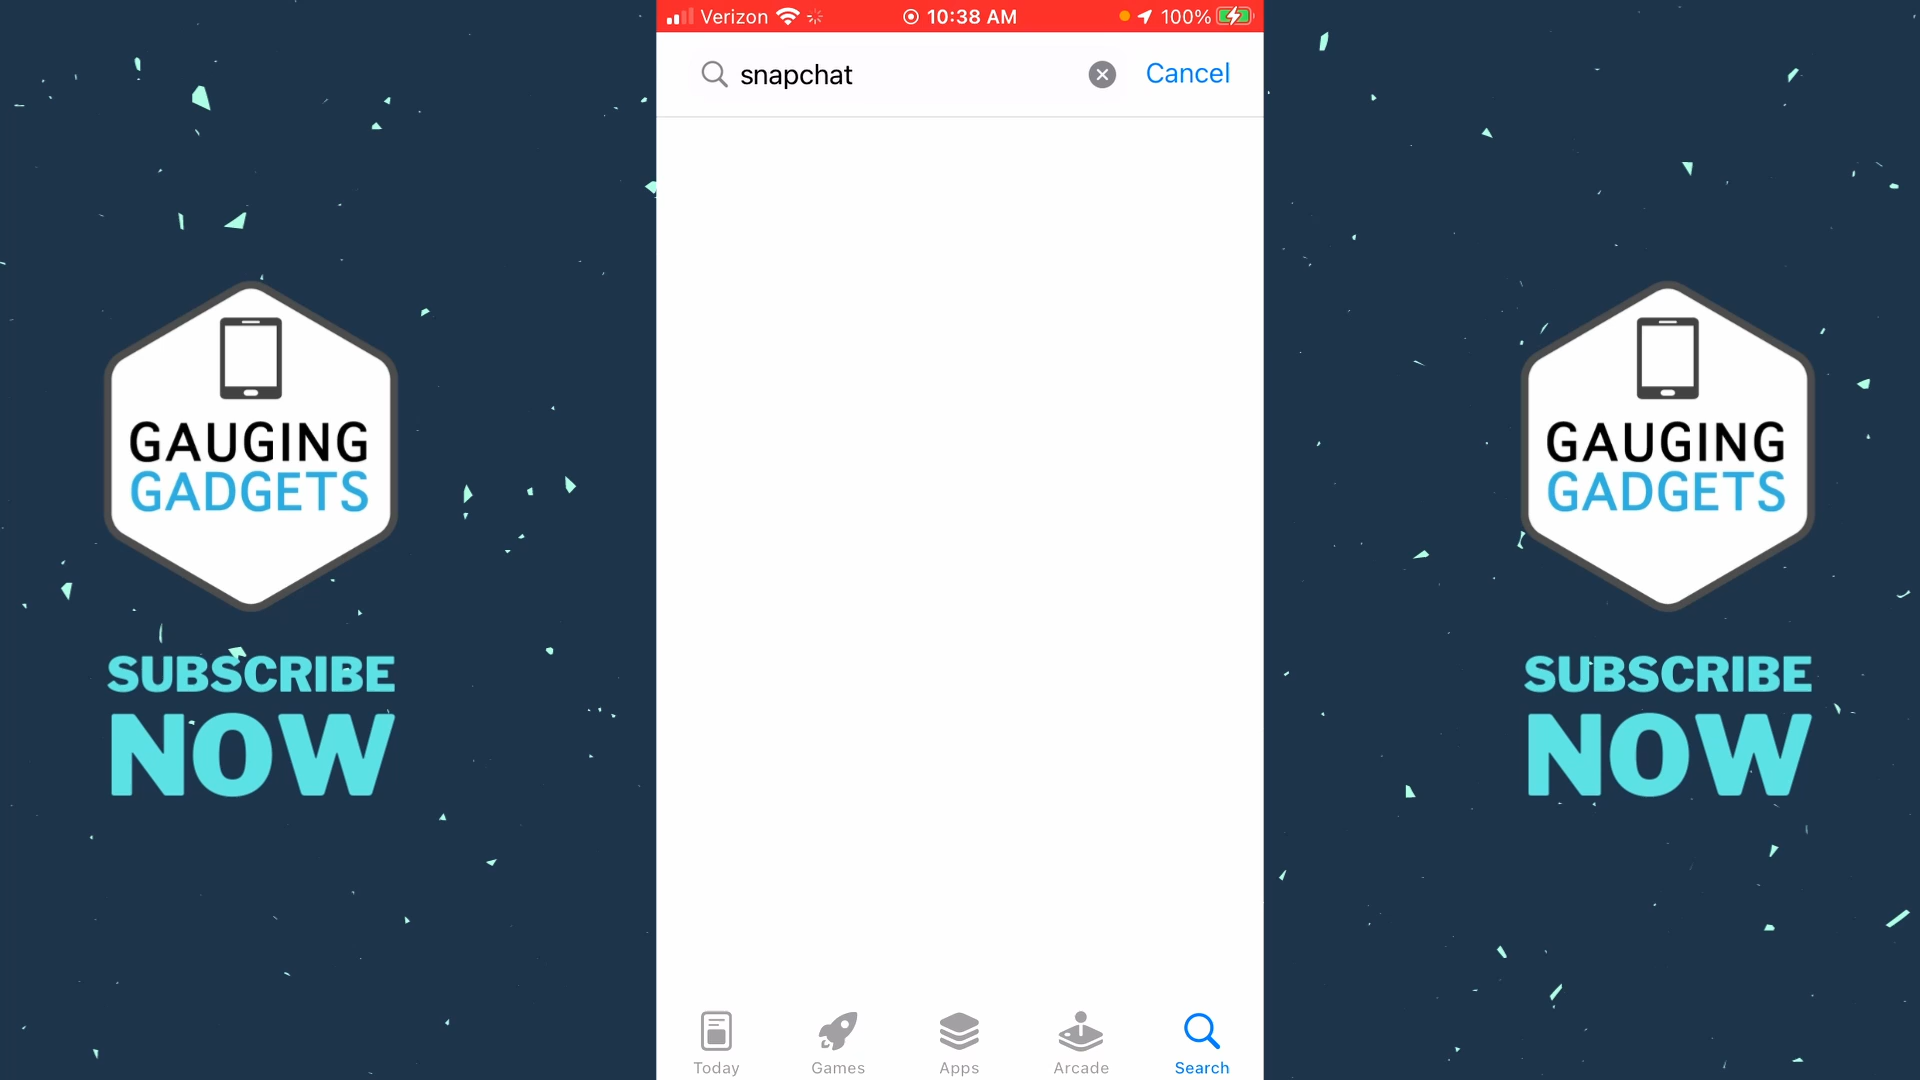 Verizon 10:38 AM 100%
snapchat Cancel
GAUGING
GADGETS
SUBSCRIBE
NOW
GAUGING
GADGETS
SUBSCRIBE
NOW
Today Games Apps Arcade Search